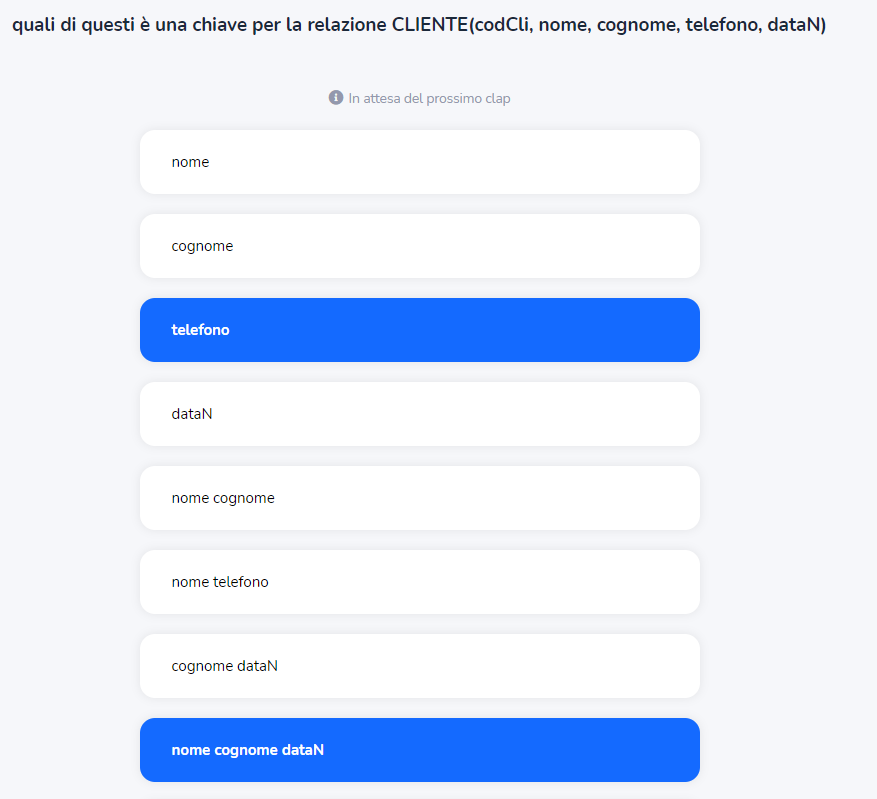 quali di questi è una chiave per la relazione CLIENTE(codCli, nome, cognome, telefono, dataN)
In attesa del prossimo clap
nome
cognome
telefono
dataN
nome cognome
nome telefono
cognome dataN
nome cognome dataN